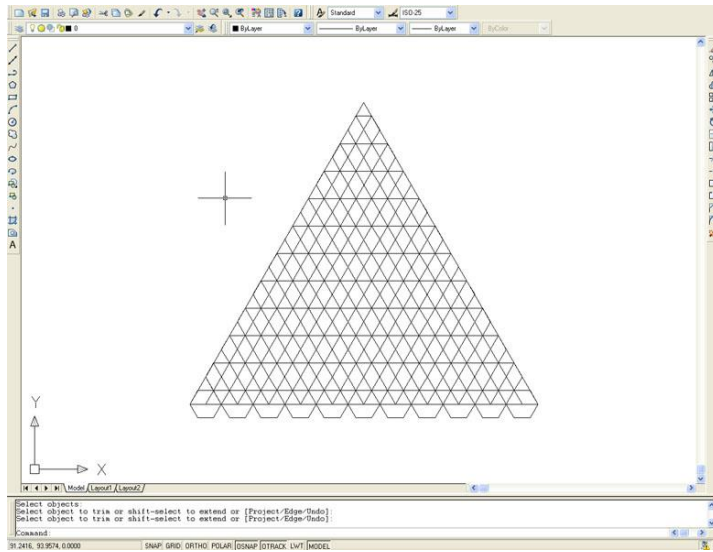 Standard
ISO-25
0
ByLayer
ByLayer
ByLayer
ByColor
A
Y
X
Model
Layout1
Layout2
Select objects:
Select object to trim or shift-select to extend or [Project/Edge/Undo]:
Select object to trim or shift-select to extend or [Project/Edge/Undo]:
Command:
91.2416, 93.9574, 0.0000
SNAP GRID ORTHO POLAR OSNAP OTRACK LWT MODEL